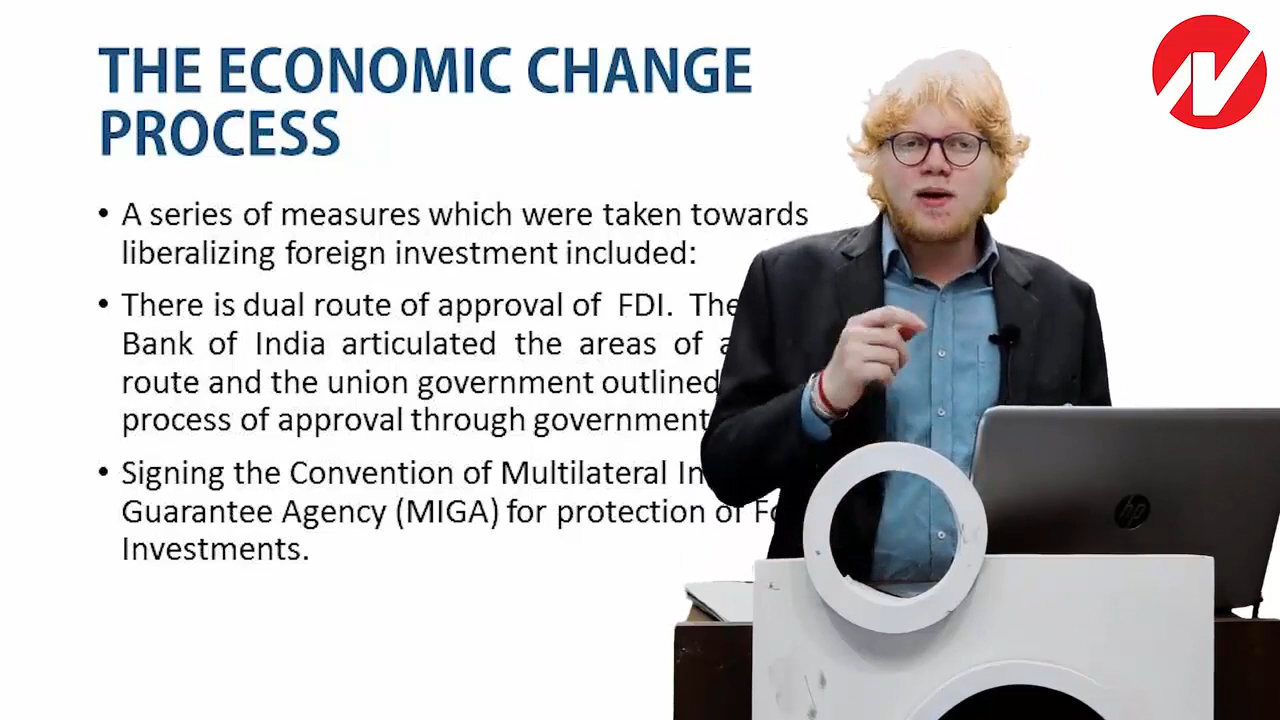 THE ECONOMIC CHANGE
PROCESS
• A series of measures which were taken towards
liberalizing foreign investment included:
• There is dual route of approval of FDI. The
Bank of India articulated the areas of
route and the union government outlined
process of approval through government
• Signing the Convention of Multilateral
Guarantee Agency (MIGA) for protection of
Investments.
hp